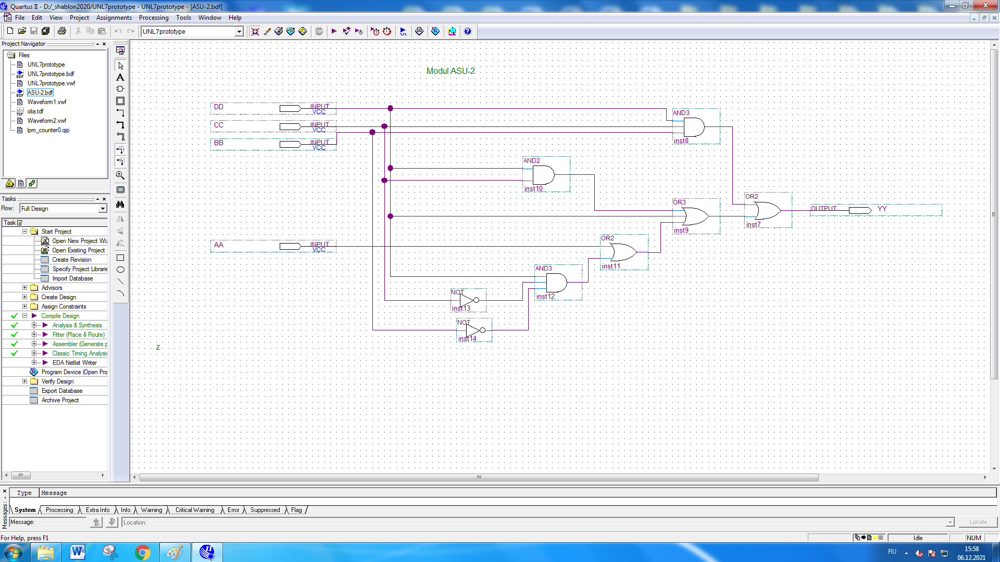 Quartus II - D:/_shablon2020/UNL7prototype - UNL7prototype - [ASU-2.bdf]
File Edit View Project Assignments Processing Tools Window Help
UNL7prototype
Project Navigator
Files
UNL7prototype
UNL7prototype.bdf
UNL7prototype.vwf
ASU-2.bdf
Waveform1.vwf
olia.tdf
Waveform2.vwf
lpm_counter0.qip
Tasks
Flow: Full Design
Task
Start Project
Open New Project Wiz
Open Existing Project
Create Revision
Specify Project Librarie
Import Database
Advisors
Create Design
Assign Constraints
Compile Design
Analysis & Synthesis
Fitter (Place & Route)
Assembler (Generate p
Classic Timing Analysis
EDA Netlist Writer
Program Device (Open Pro
Verify Design
Export Database
Archive Project
Modul ASU-2
DD INPUT
VCC
CC INPUT
VCC
BB INPUT
VCC
AND3
inst8
AND2
inst10
OR3
inst9
OR2
inst7
OUTPUT YY
AA INPUT
VCC
OR2
inst11
AND3
inst12
NOT
inst13
NOT
inst14
Z
Type Message
System Processing Extra Info Info Warning Critical Warning Error Suppressed Flag
Messages
Message: Location: Locate
For Help, press F1
Idle NUM
RU 15:58
06.12.2021